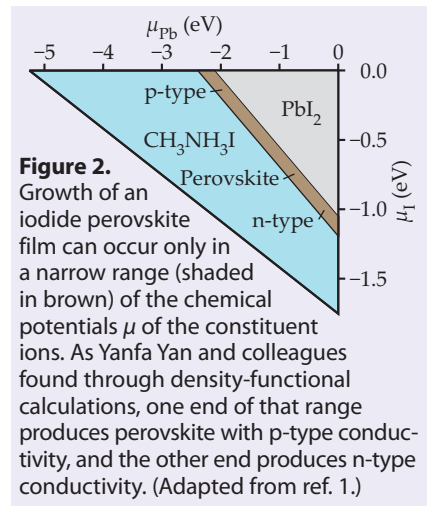 μPb (eV)
−5 −4 −3 −2 −1 0
0.0
p-type
PbI2
−0.5
CH3NH3I
Figure 2.
Perovskite
Growth of an
−1.0
μI (eV)
iodide perovskite
n-type
film can occur only in
a narrow range (shaded
−1.5
in brown) of the chemical
potentials μ of the constituent
ions. As Yanfa Yan and colleagues
found through density-functional
calculations, one end of that range
produces perovskite with p-type conduc-
tivity, and the other end produces n-type
conductivity. (Adapted from ref. 1.)